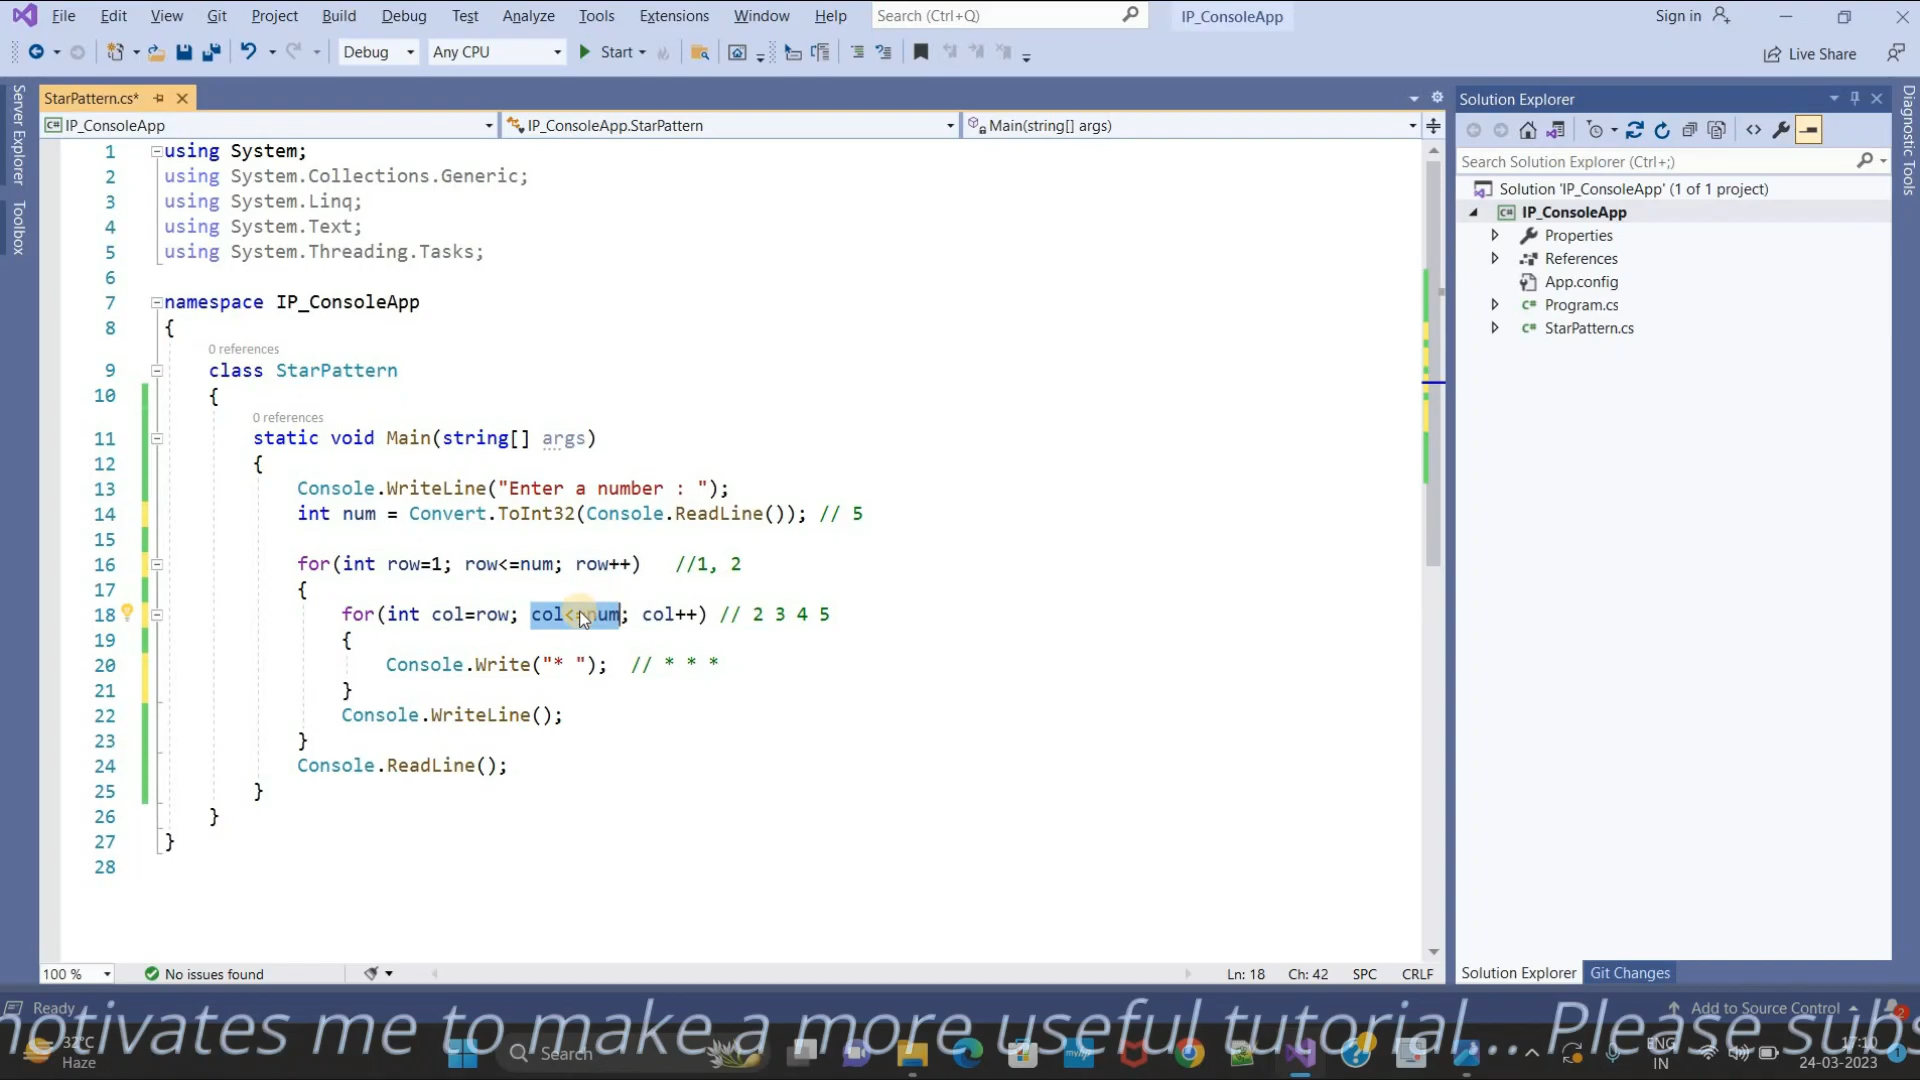 File Edit View Git Project Build Debug Test Analyze Tools Extensions Window Help Search (Ctrl+Q) IP_ConsoleApp Sign in
Debug Any CPU Start Live Share
Server Explorer
Toolbox
StarPattern.cs*
IP_ConsoleApp IP_ConsoleApp.StarPattern Main(string[] args)
1 using System;
2 using System.Collections.Generic;
3 using System.Linq;
4 using System.Text;
5 using System.Threading.Tasks;
6
7 namespace IP_ConsoleApp
8 {
0 references
9 class StarPattern
10 {
0 references
11 static void Main(string[] args)
12 {
13 Console.WriteLine("Enter a number : ");
14 int num = Convert.ToInt32(Console.ReadLine()); // 5
15
16 for(int row=1; row<=num; row++) //1, 2
17 {
18 for(int col=row; col<=num; col++) // 2 3 4 5
19 {
20 Console.Write("* "); // * * *
21 }
22 Console.WriteLine();
23 }
24 Console.ReadLine();
25 }
26 }
27 }
28
100 % No issues found Ln: 18 Ch: 42 SPC CRLF
Solution Explorer
Search Solution Explorer (Ctrl+;)
Solution 'IP_ConsoleApp' (1 of 1 project)
IP_ConsoleApp
Properties
References
App.config
Program.cs
StarPattern.cs
Solution Explorer Git Changes
Diagnostic Tools
Ready Add to Source Control 2
motivates me to make a more useful tutorial... Please subs
32°C
Haze
Search
ENG
IN
17:10
24-03-2023